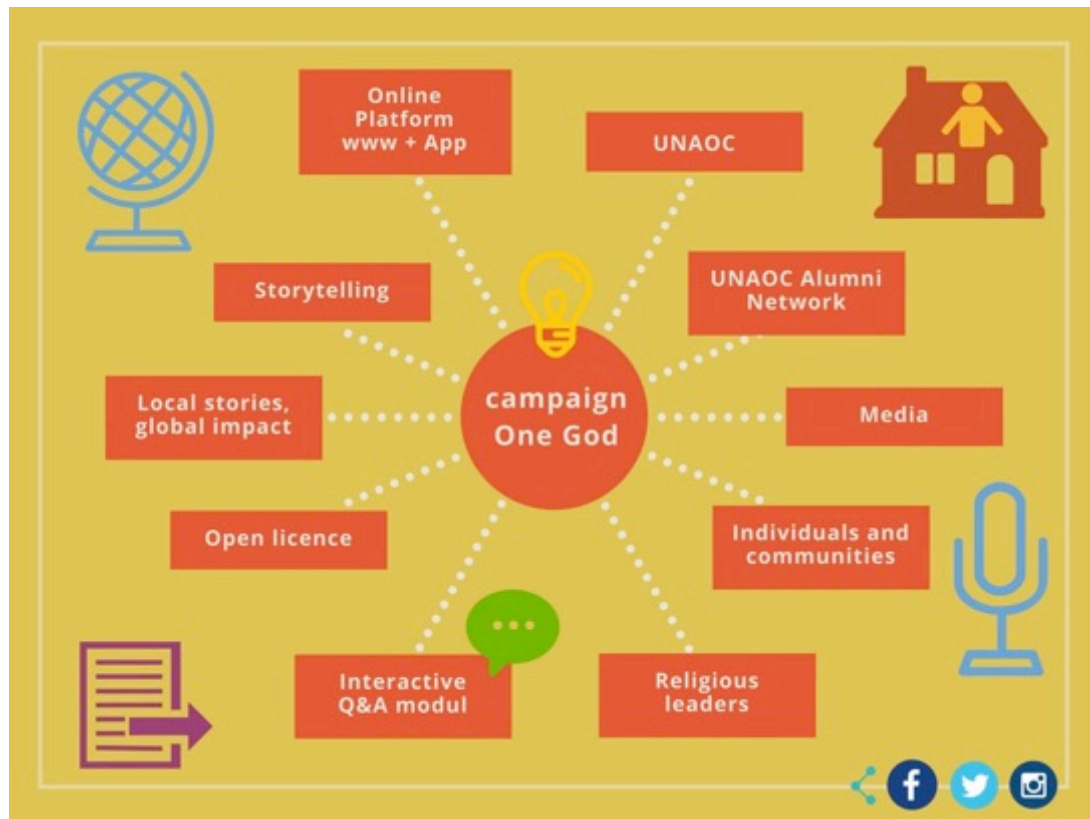 Online
Platform
www + App
UNAOC
Storytelling
UNAOC Alumni
Network
Local stories,
global impact
campaign
One God
Media
Open licence
Individuals and
communities
Interactive
Q&A modul
Religious
leaders